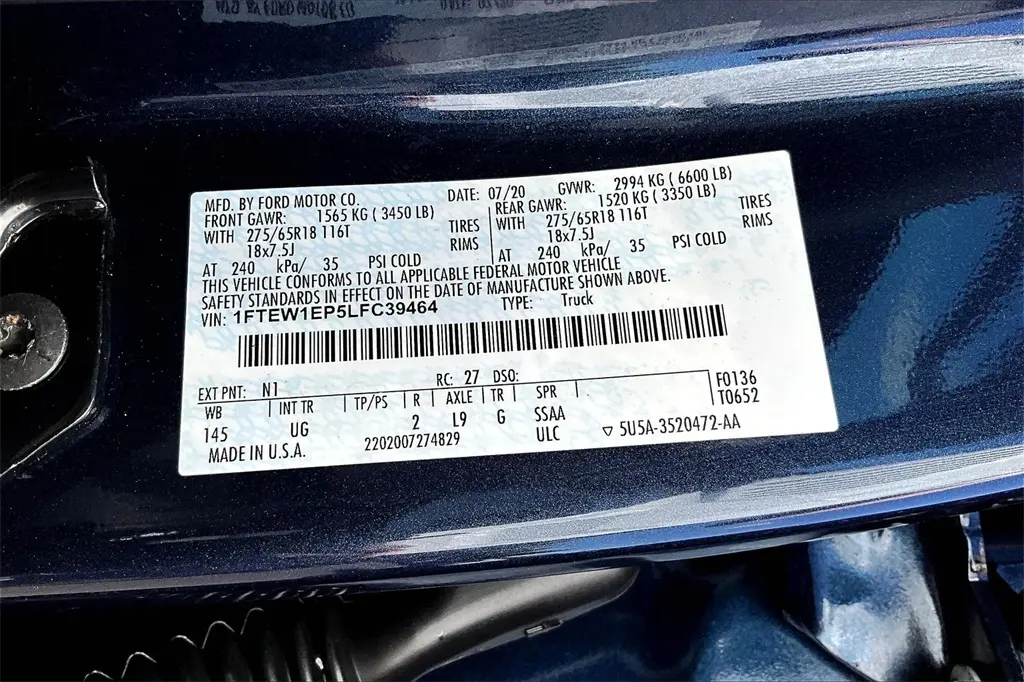 MFD. BY FORD MOTOR CO. DATE: 07/20 GVWR: 2994 KG ( 6600 LB)
FRONT GAWR: 1565 KG ( 3450 LB) REAR GAWR: 1520 KG ( 3350 LB)
WITH 275/65R18 116T TIRES WITH 275/65R18 116T TIRES
18x7.5J RIMS 18x7.5J RIMS
AT 240 kPa/ 35 PSI COLD AT 240 kPa/ 35 PSI COLD
THIS VEHICLE CONFORMS TO ALL APPLICABLE FEDERAL MOTOR VEHICLE
SAFETY STANDARDS IN EFFECT ON THE DATE OF MANUFACTURE SHOWN ABOVE.
VIN: 1FTEW1EP5LFC39464 TYPE: Truck
EXT PNT: N1 RC: 27 DSO: F0136
WB INT TR TP/PS R AXLE TR SPR T0652
145 UG 2 L9 G SSAA
MADE IN U.S.A. 2202007274829 ULC ▽ 5U5A-3520472-AA